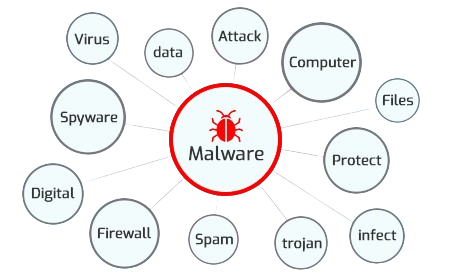 Virus
data
Attack
Computer
Files
Spyware
Malware
Protect
Digital
Firewall
Spam
trojan
infect